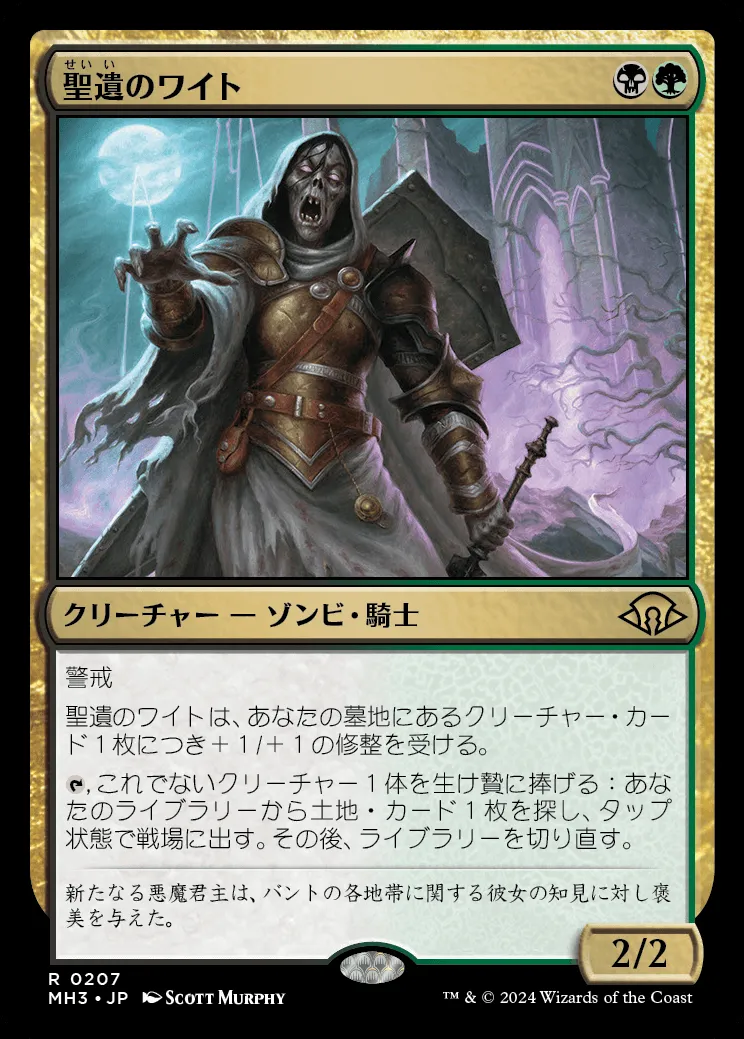 せいい
聖遺のワイト
クリーチャー — ゾンビ・騎士
警戒
聖遺のワイトは、あなたの墓地にあるクリーチャー・カー
ド１枚につき＋１/＋１の修整を受ける。
,これでないクリーチャー１体を生け贄に捧げる：あな
たのライブラリーから土地・カード１枚を探し、タップ
状態で戦場に出す。その後、ライブラリーを切り直す。
新たなる悪魔君主は、バントの各地帯に関する彼女の知見に対し褒
美を与えた。
2/2
R 0207
MH3 • JP SCOTT MURPHY
™ & © 2024 Wizards of the Coast